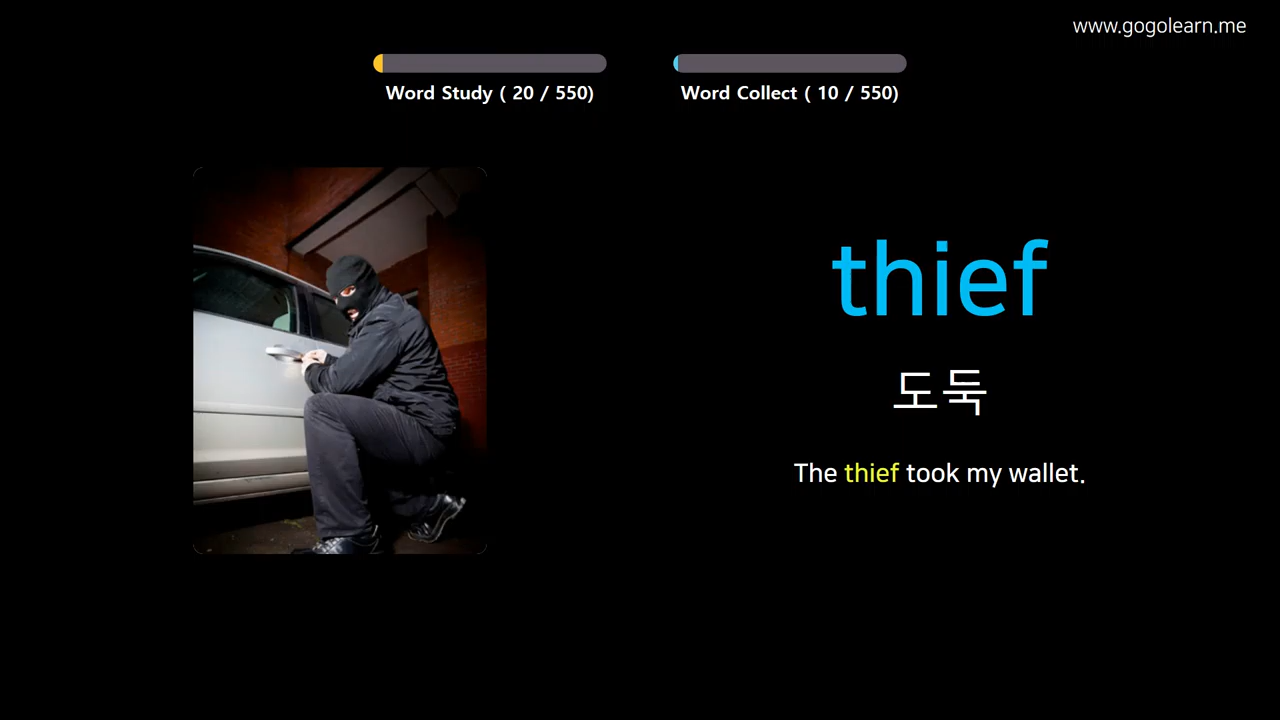 www.gogolearn.me
Word Study ( 20 / 550)
Word Collect ( 10 / 550)
thief
도둑
The thief took my wallet.